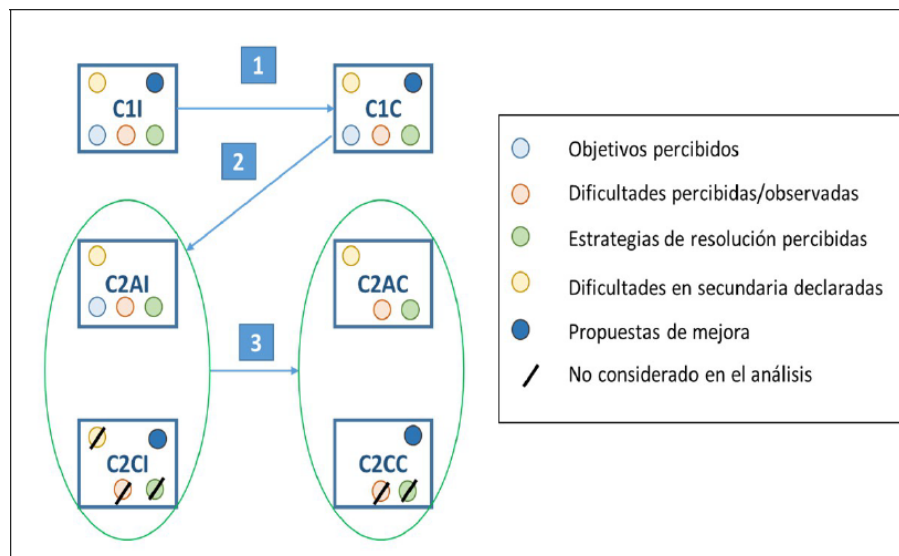 1
C1I
C1C
2
C2AI
C2AC
3
C2CI
C2CC
Objetivos percibidos
Dificultades percibidas/observadas
Estrategias de resolución percibidas
Dificultades en secundaria declaradas
Propuestas de mejora
No considerado en el análisis